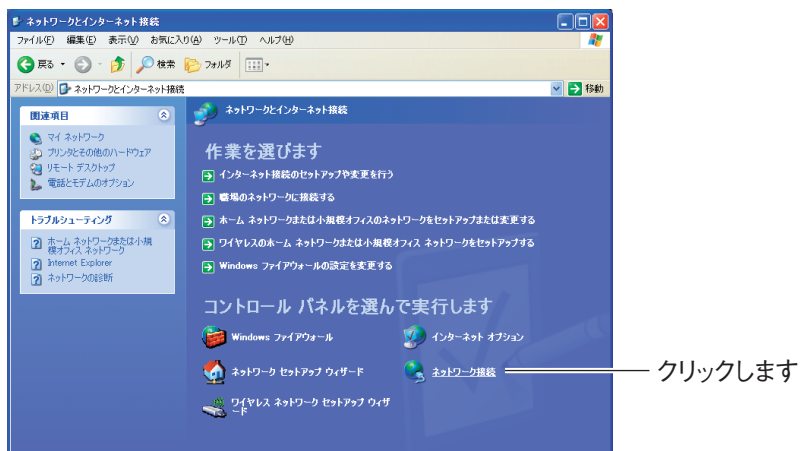 ネットワークとインターネット接続
ファイル(F) 編集(E) 表示(V) お気に入り(A) ツール(T) ヘルプ(H)
戻る 検索 フォルダ
アドレス(D) ネットワークとインターネット接続 移動
関連項目
マイ ネットワーク
プリンタとその他のハードウェア
リモート デスクトップ
電話とモデムのオプション
トラブルシューティング
ホーム ネットワークまたは小規
模オフィス ネットワーク
Internet Explorer
ネットワークの診断
ネットワークとインターネット接続
作業を選びます
インターネット接続のセットアップや変更を行う
職場のネットワークに接続する
ホーム ネットワークまたは小規模オフィスのネットワークをセットアップまたは変更する
ワイヤレスのホーム ネットワークまたは小規模オフィス ネットワークをセットアップする
Windows ファイアウォールの設定を変更する
コントロール パネルを選んで実行します
Windows ファイアウォール
インターネット オプション
ネットワーク セットアップ ウィザード
ネットワーク接続
ワイヤレス ネットワーク セットアップ ウィザ
ード
クリックします